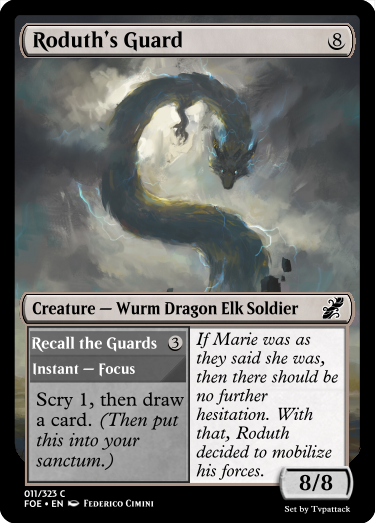 Roduth's Guard 8
Creature — Wurm Dragon Elk Soldier
Recall the Guards 3
Instant — Focus
Scry 1, then draw
a card. (Then put
this into your
sanctum.)
If Marie was as
they said she was,
then there should be
no further
hesitation. With
that, Roduth
decided to mobilize
his forces.
8/8
011/323 C
FOE • EN Federico Cimini
Set by Tvpattack